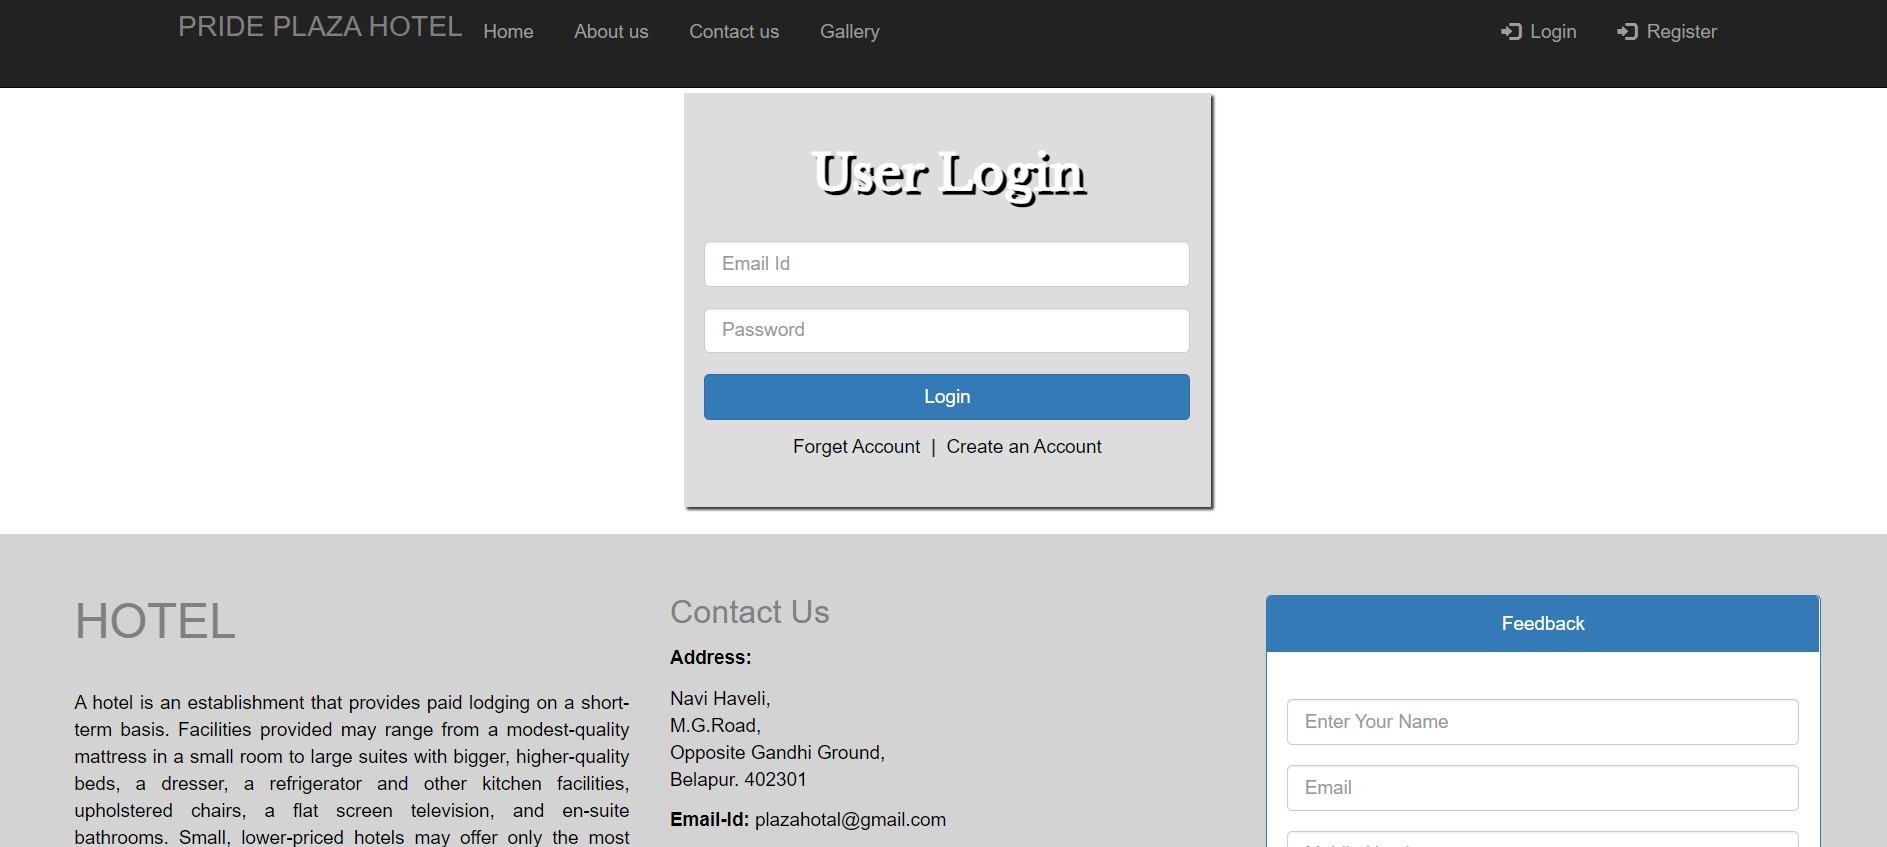 PRIDE PLAZA HOTEL Home About us Contact us Gallery Login Register
User Login
Email Id
Password
Login
Forget Account | Create an Account
HOTEL
A hotel is an establishment that provides paid lodging on a short-
term basis. Facilities provided may range from a modest-quality
mattress in a small room to large suites with bigger, higher-quality
beds, a dresser, a refrigerator and other kitchen facilities,
upholstered chairs, a flat screen television, and en-suite
bathrooms. Small, lower-priced hotels may offer only the most
Contact Us
Address:
Navi Haveli,
M.G.Road,
Opposite Gandhi Ground,
Belapur. 402301
Email-Id: plazahotal@gmail.com
Feedback
Enter Your Name
Email